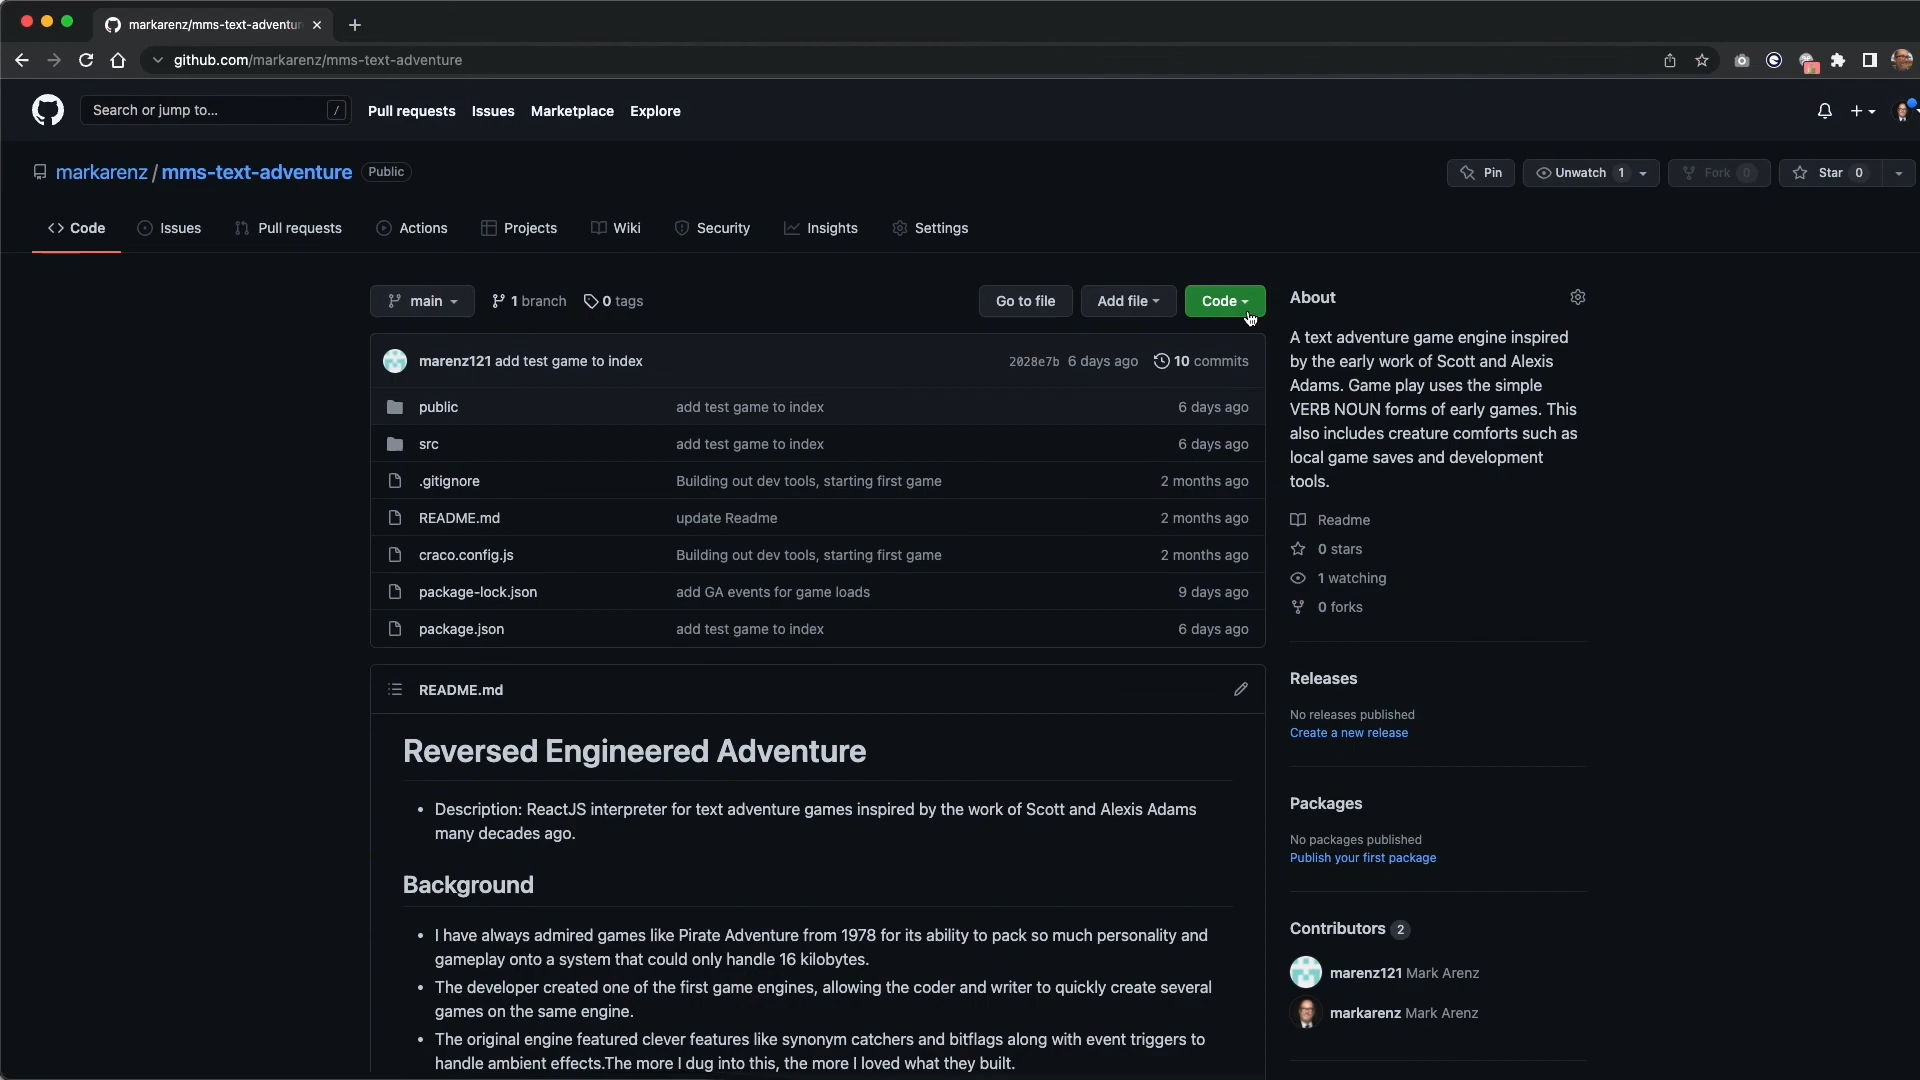 markarenz/mms-text-adventur
github.com/markarenz/mms-text-adventure
Search or jump to... / Pull requests Issues Marketplace Explore
markarenz / mms-text-adventure Public Pin Unwatch 1 Fork 0 Star 0
Code Issues Pull requests Actions Projects Wiki Security Insights Settings
main 1 branch 0 tags Go to file Add file Code
marenz121 add test game to index 2028e7b 6 days ago 10 commits
public add test game to index 6 days ago
src add test game to index 6 days ago
.gitignore Building out dev tools, starting first game 2 months ago
README.md update Readme 2 months ago
craco.config.js Building out dev tools, starting first game 2 months ago
package-lock.json add GA events for game loads 9 days ago
package.json add test game to index 6 days ago
README.md
Reversed Engineered Adventure
• Description: ReactJS interpreter for text adventure games inspired by the work of Scott and Alexis Adams
many decades ago.
Background
• I have always admired games like Pirate Adventure from 1978 for its ability to pack so much personality and
gameplay onto a system that could only handle 16 kilobytes.
• The developer created one of the first game engines, allowing the coder and writer to quickly create several
games on the same engine.
• The original engine featured clever features like synonym catchers and bitflags along with event triggers to
handle ambient effects.The more I dug into this, the more I loved what they built.
About
A text adventure game engine inspired
by the early work of Scott and Alexis
Adams. Game play uses the simple
VERB NOUN forms of early games. This
also includes creature comforts such as
local game saves and development
tools.
Readme
0 stars
1 watching
0 forks
Releases
No releases published
Create a new release
Packages
No packages published
Publish your first package
Contributors 2
marenz121 Mark Arenz
markarenz Mark Arenz